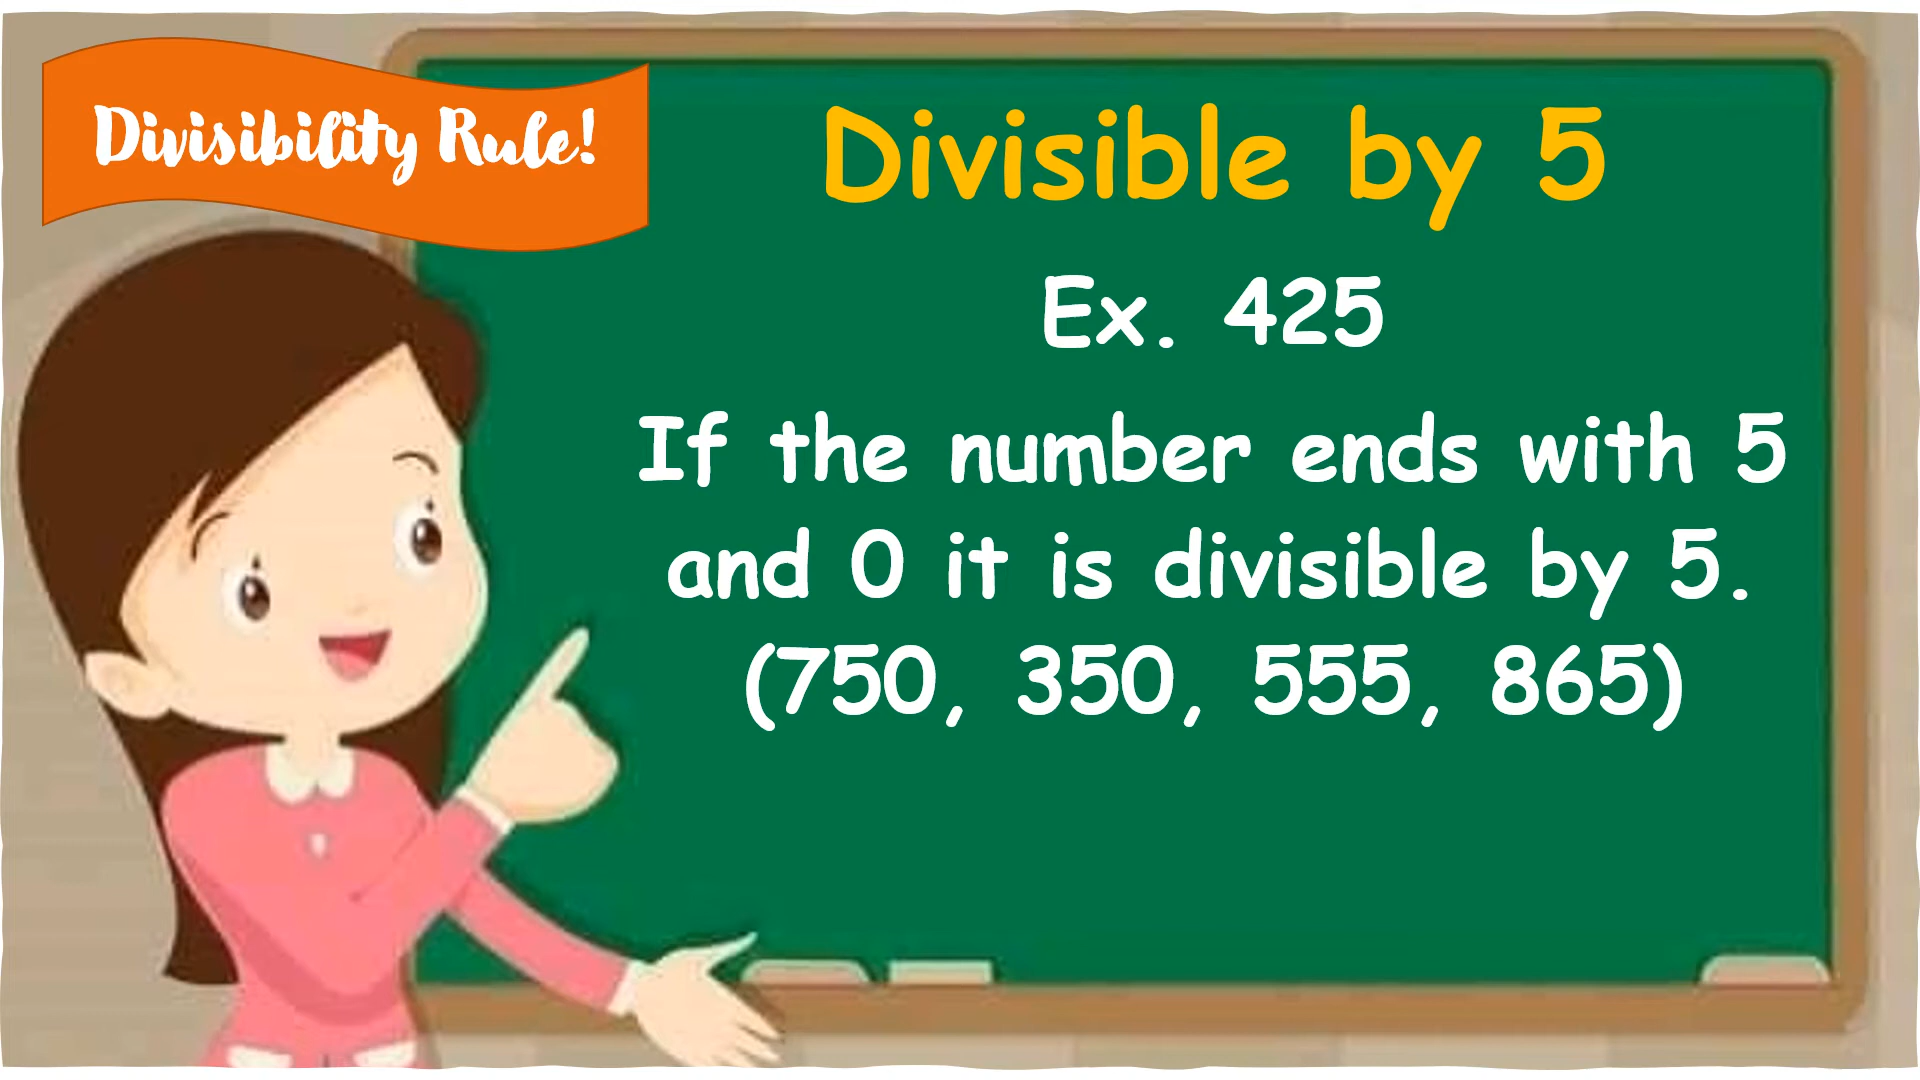 Divisibility Rule!
Divisible by 5
Ex. 425
If the number ends with 5
and 0 it is divisible by 5.
(750, 350, 555, 865)